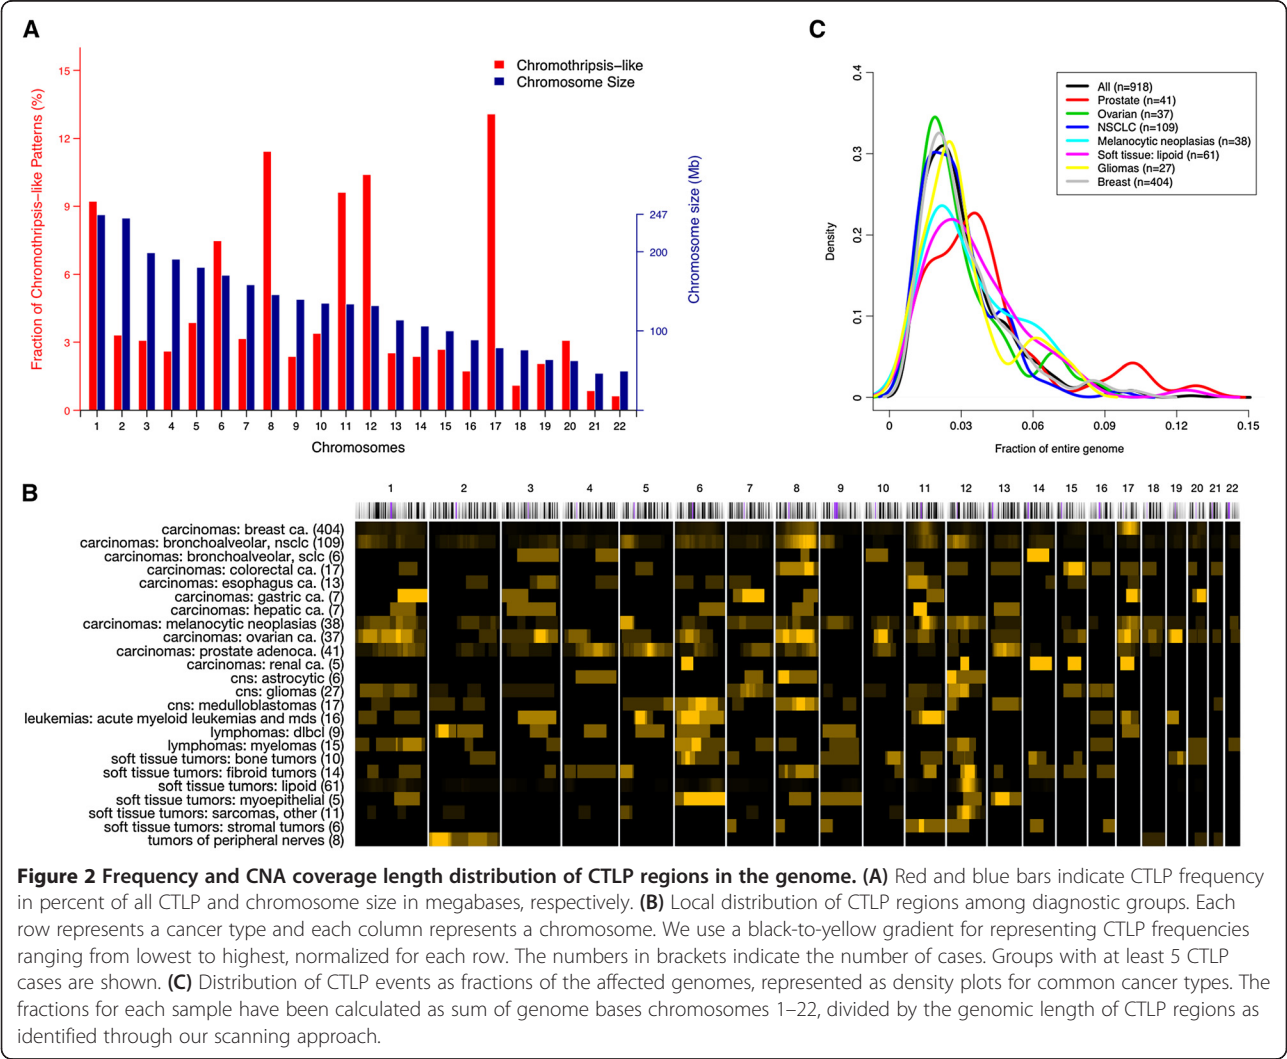 A
Chromothripsis–like
Chromosome Size
Fraction of Chromothripsis–like Patterns (%)
15
12
9
6
3
0
Chromosome size (Mb)
247
200
100
0
1 2 3 4 5 6 7 8 9 10 11 12 13 14 15 16 17 18 19 20 21 22
Chromosomes
C
All (n=918)
Prostate (n=41)
Ovarian (n=37)
NSCLC (n=109)
Melanocytic neoplasias (n=38)
Soft tissue: lipoid (n=61)
Gliomas (n=27)
Breast (n=404)
Density
0.4
0.3
0.2
0.1
0
0 0.03 0.06 0.09 0.12 0.15
Fraction of entire genome
B
1 2 3 4 5 6 7 8 9 10 11 12 13 14 15 16 17 18 19 20 21 22
carcinomas: breast ca. (404)
carcinomas: bronchoalveolar, nsclc (109)
carcinomas: bronchoalveolar, sclc (6)
carcinomas: colorectal ca. (17)
carcinomas: esophagus ca. (13)
carcinomas: gastric ca. (7)
carcinomas: hepatic ca. (7)
carcinomas: melanocytic neoplasias (38)
carcinomas: ovarian ca. (37)
carcinomas: prostate adenoca. (41)
carcinomas: renal ca. (5)
cns: astrocytic (6)
cns: gliomas (27)
cns: medulloblastomas (17)
leukemias: acute myeloid leukemias and mds (16)
lymphomas: dlbcl (9)
lymphomas: myelomas (15)
soft tissue tumors: bone tumors (10)
soft tissue tumors: fibroid tumors (14)
soft tissue tumors: lipoid (61)
soft tissue tumors: myoepithelial (5)
soft tissue tumors: sarcomas, other (11)
soft tissue tumors: stromal tumors (6)
tumors of peripheral nerves (8)
Figure 2 Frequency and CNA coverage length distribution of CTLP regions in the genome. (A) Red and blue bars indicate CTLP frequency
in percent of all CTLP and chromosome size in megabases, respectively. (B) Local distribution of CTLP regions among diagnostic groups. Each
row represents a cancer type and each column represents a chromosome. We use a black-to-yellow gradient for representing CTLP frequencies
ranging from lowest to highest, normalized for each row. The numbers in brackets indicate the number of cases. Groups with at least 5 CTLP
cases are shown. (C) Distribution of CTLP events as fractions of the affected genomes, represented as density plots for common cancer types. The
fractions for each sample have been calculated as sum of genome bases chromosomes 1–22, divided by the genomic length of CTLP regions as
identified through our scanning approach.